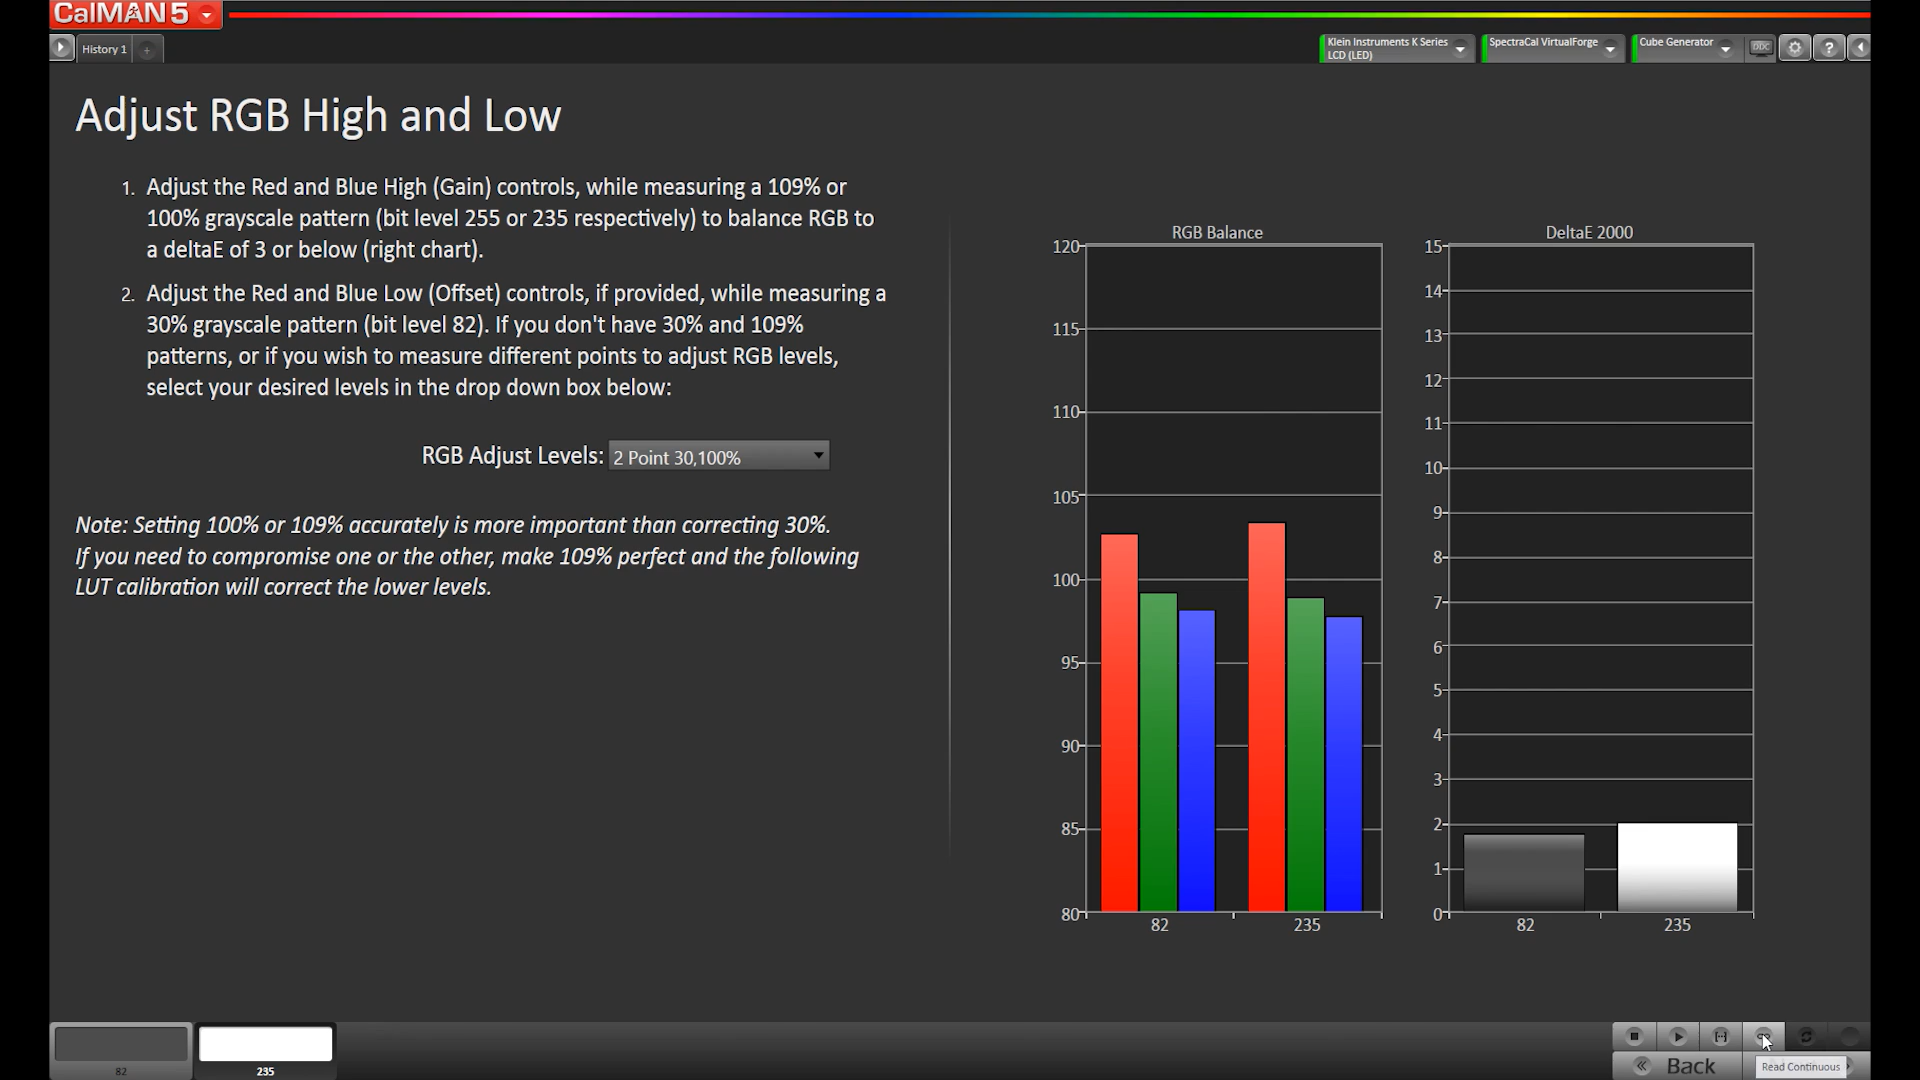 CalMAN 5
History 1
Klein Instruments K Series
LCD (LED)
SpectraCal VirtualForge
Cube Generator
DDC
?
Adjust RGB High and Low
1. Adjust the Red and Blue High (Gain) controls, while measuring a 109% or
100% grayscale pattern (bit level 255 or 235 respectively) to balance RGB to
a deltaE of 3 or below (right chart).
2. Adjust the Red and Blue Low (Offset) controls, if provided, while measuring a
30% grayscale pattern (bit level 82). If you don't have 30% and 109%
patterns, or if you wish to measure different points to adjust RGB levels,
select your desired levels in the drop down box below:
RGB Adjust Levels: 2 Point 30,100%
Note: Setting 100% or 109% accurately is more important than correcting 30%.
If you need to compromise one or the other, make 109% perfect and the following
LUT calibration will correct the lower levels.
RGB Balance
120
115
110
105
100
95
90
85
80
82
235
DeltaE 2000
15
14
13
12
11
10
9
8
7
6
5
4
3
2
1
0
82
235
82
235
Back
Read Continuous